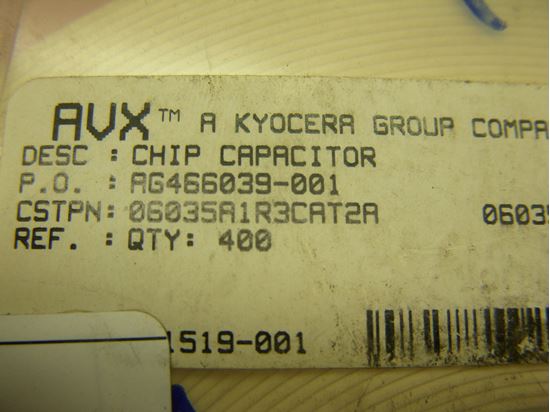 AVX™ A KYOCERA GROUP COMPA
DESC : CHIP CAPACITOR
P.O. : AG466039-001
CSTPN: 06035A1R3CAT2A 0603
REF. : QTY: 400
1519-001